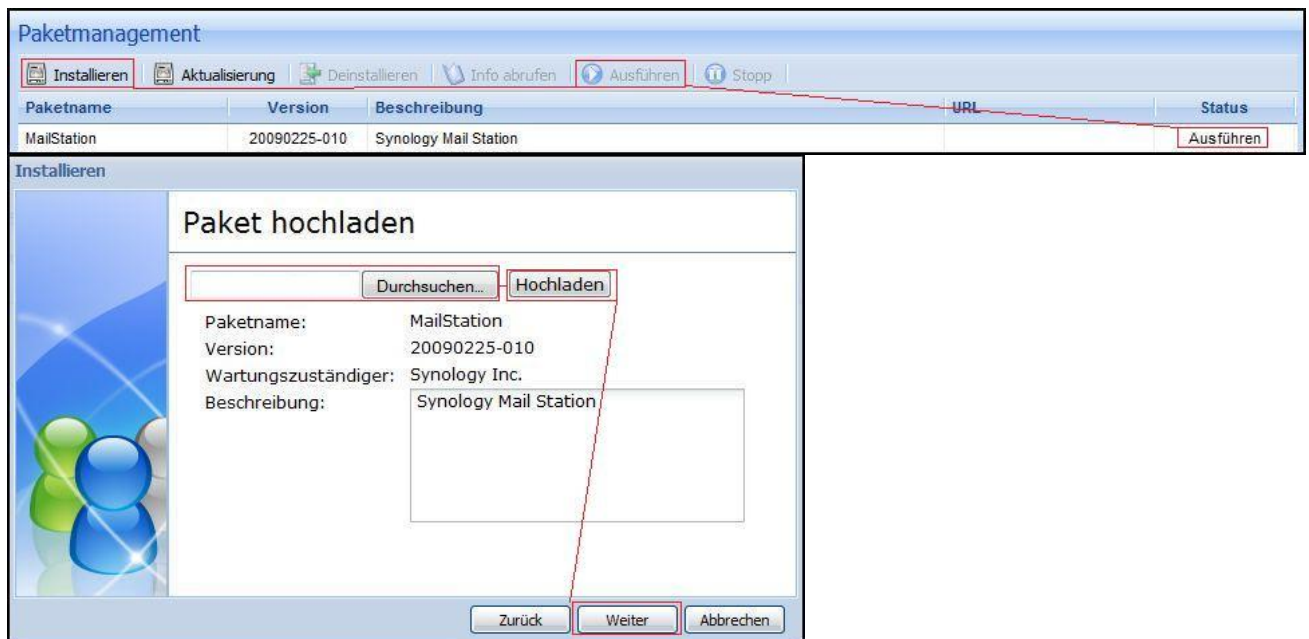 Paketmanagement
Installieren Aktualisierung Deinstallieren Info abrufen Ausführen Stopp
Paketname Version Beschreibung URL Status
MailStation 20090225-010 Synology Mail Station Ausführen
Installieren
Paket hochladen
Durchsuchen... Hochladen
Paketname: MailStation
Version: 20090225-010
Wartungszuständiger: Synology Inc.
Beschreibung: Synology Mail Station
Zurück Weiter Abbrechen